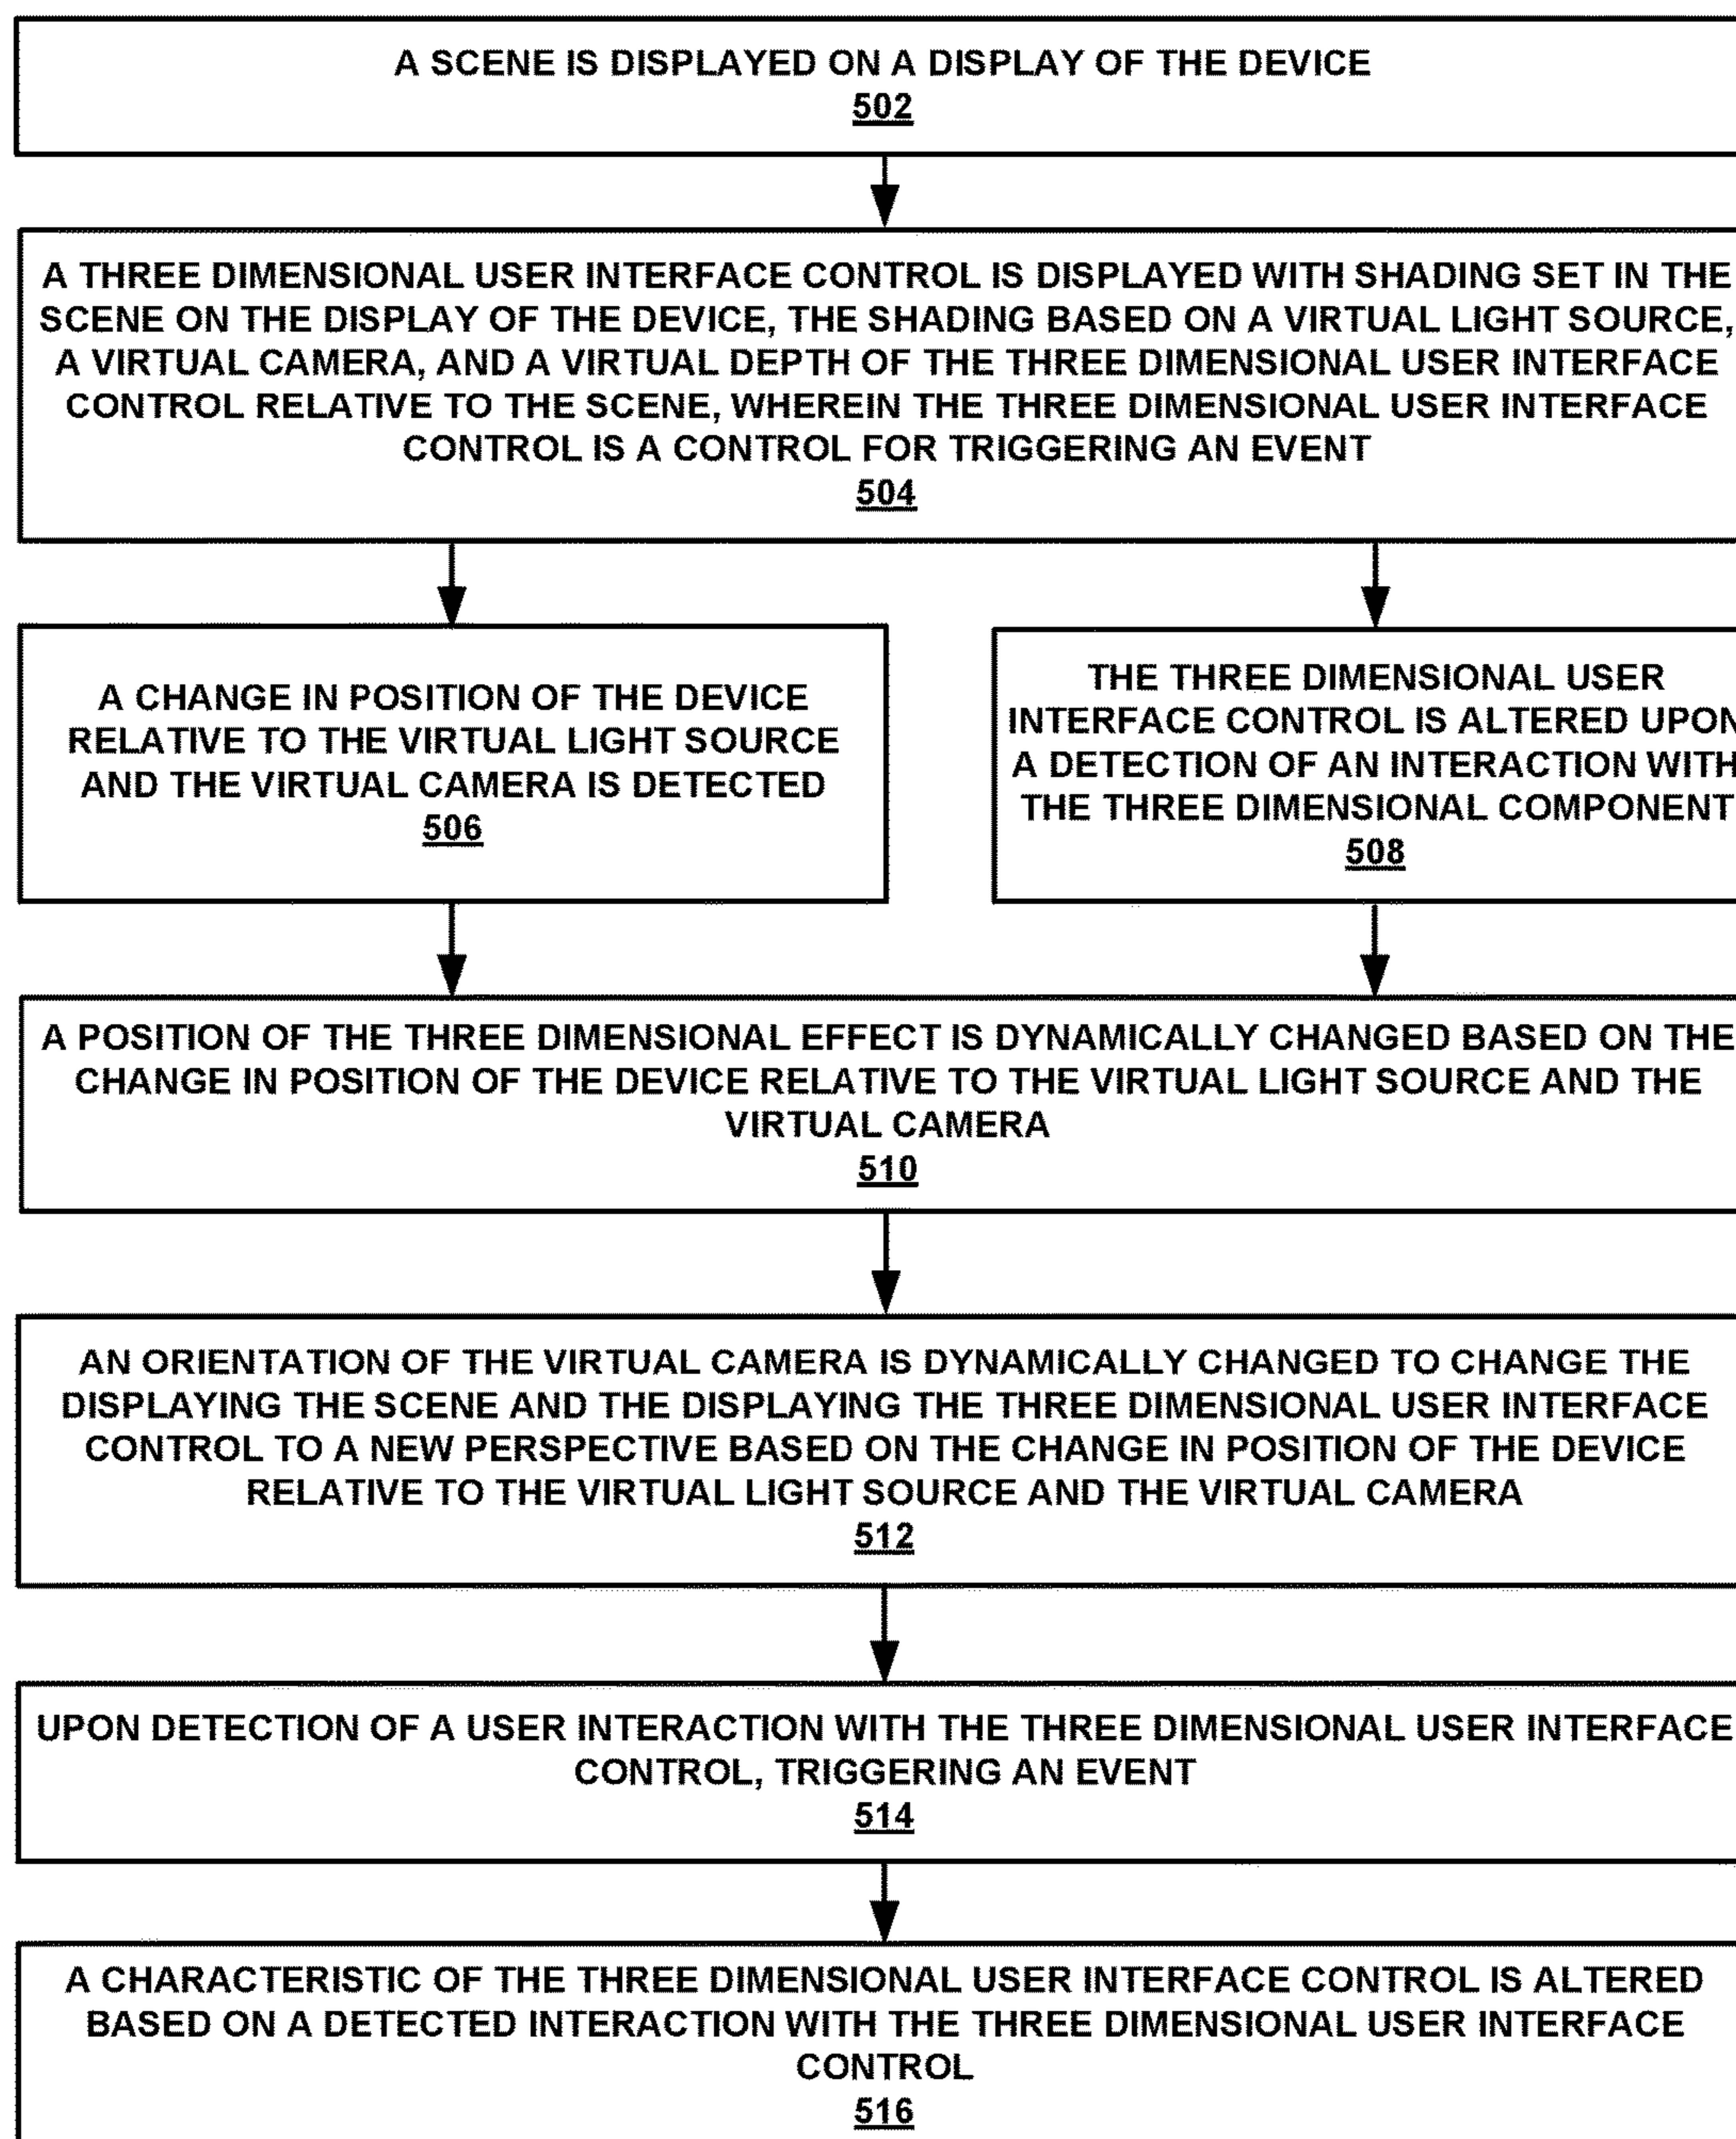 A SCENE IS DISPLAYED ON A DISPLAY OF THE DEVICE
502
A THREE DIMENSIONAL USER INTERFACE CONTROL IS DISPLAYED WITH SHADING SET IN THE
SCENE ON THE DISPLAY OF THE DEVICE, THE SHADING BASED ON A VIRTUAL LIGHT SOURCE,
A VIRTUAL CAMERA, AND A VIRTUAL DEPTH OF THE THREE DIMENSIONAL USER INTERFACE
CONTROL RELATIVE TO THE SCENE, WHEREIN THE THREE DIMENSIONAL USER INTERFACE
CONTROL IS A CONTROL FOR TRIGGERING AN EVENT
504
A CHANGE IN POSITION OF THE DEVICE
RELATIVE TO THE VIRTUAL LIGHT SOURCE
AND THE VIRTUAL CAMERA IS DETECTED
506
THE THREE DIMENSIONAL USER
INTERFACE CONTROL IS ALTERED UPON
A DETECTION OF AN INTERACTION WITH
THE THREE DIMENSIONAL COMPONENT
508
A POSITION OF THE THREE DIMENSIONAL EFFECT IS DYNAMICALLY CHANGED BASED ON THE
CHANGE IN POSITION OF THE DEVICE RELATIVE TO THE VIRTUAL LIGHT SOURCE AND THE
VIRTUAL CAMERA
510
AN ORIENTATION OF THE VIRTUAL CAMERA IS DYNAMICALLY CHANGED TO CHANGE THE
DISPLAYING THE SCENE AND THE DISPLAYING THE THREE DIMENSIONAL USER INTERFACE
CONTROL TO A NEW PERSPECTIVE BASED ON THE CHANGE IN POSITION OF THE DEVICE
RELATIVE TO THE VIRTUAL LIGHT SOURCE AND THE VIRTUAL CAMERA
512
UPON DETECTION OF A USER INTERACTION WITH THE THREE DIMENSIONAL USER INTERFACE
CONTROL, TRIGGERING AN EVENT
514
A CHARACTERISTIC OF THE THREE DIMENSIONAL USER INTERFACE CONTROL IS ALTERED
BASED ON A DETECTED INTERACTION WITH THE THREE DIMENSIONAL USER INTERFACE
CONTROL
516